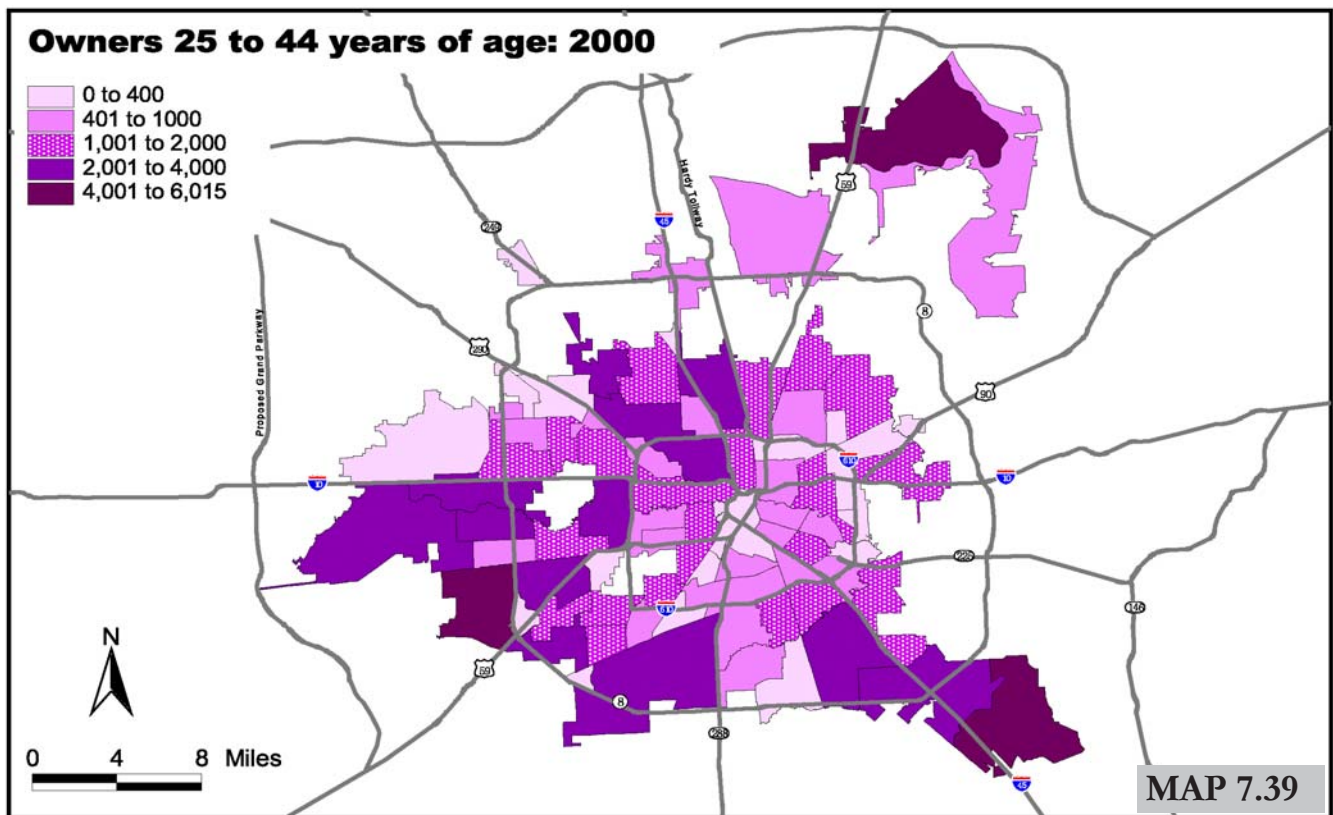 Owners 25 to 44 years of age: 2000
0 to 400
401 to 1000
1,001 to 2,000
2,001 to 4,000
4,001 to 6,015
Hardy Tollway
59
45
249
Proposed Grand Parkway
8
290
90
610
10
10
225
146
610
N
59
8
288
0 4 8 Miles
45
MAP 7.39